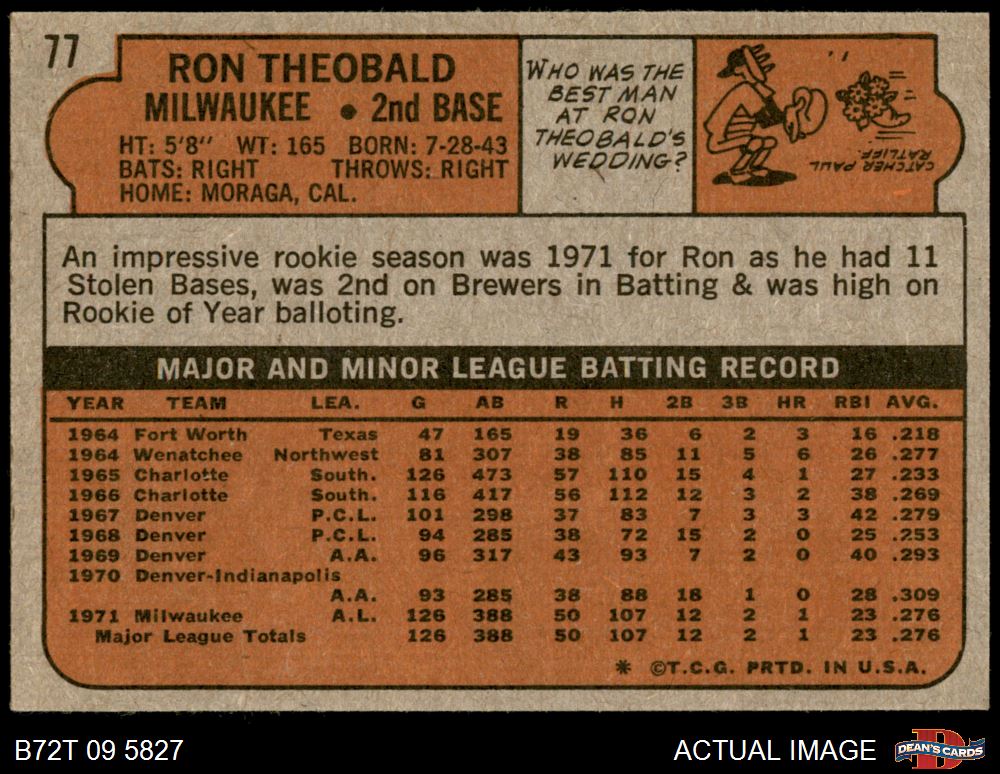 77
RON THEOBALD
MILWAUKEE • 2nd BASE
HT: 5'8" WT: 165 BORN: 7-28-43
BATS: RIGHT THROWS: RIGHT
HOME: MORAGA, CAL.
WHO WAS THE
BEST MAN
AT RON
THEOBALD'S
WEDDING?
CATCHER PAUL
RATLIFF.
An impressive rookie season was 1971 for Ron as he had 11
Stolen Bases, was 2nd on Brewers in Batting & was high on
Rookie of Year balloting.
MAJOR AND MINOR LEAGUE BATTING RECORD
YEAR TEAM LEA. G AB R H 2B 3B HR RBI AVG.
1964 Fort Worth Texas 47 165 19 36 6 2 3 16 .218
1964 Wenatchee Northwest 81 307 38 85 11 5 6 26 .277
1965 Charlotte South. 126 473 57 110 15 4 1 27 .233
1966 Charlotte South. 116 417 56 112 12 3 2 38 .269
1967 Denver P.C.L. 101 298 37 83 7 3 3 42 .279
1968 Denver P.C.L. 94 285 38 72 15 2 0 25 .253
1969 Denver A.A. 96 317 43 93 7 2 0 40 .293
1970 Denver-Indianapolis
A.A. 93 285 38 88 18 1 0 28 .309
1971 Milwaukee A.L. 126 388 50 107 12 2 1 23 .276
Major League Totals 126 388 50 107 12 2 1 23 .276
* ©T.C.G. PRTD. IN U.S.A.
B72T 09 5827
ACTUAL IMAGE
D
DEAN'S CARDS